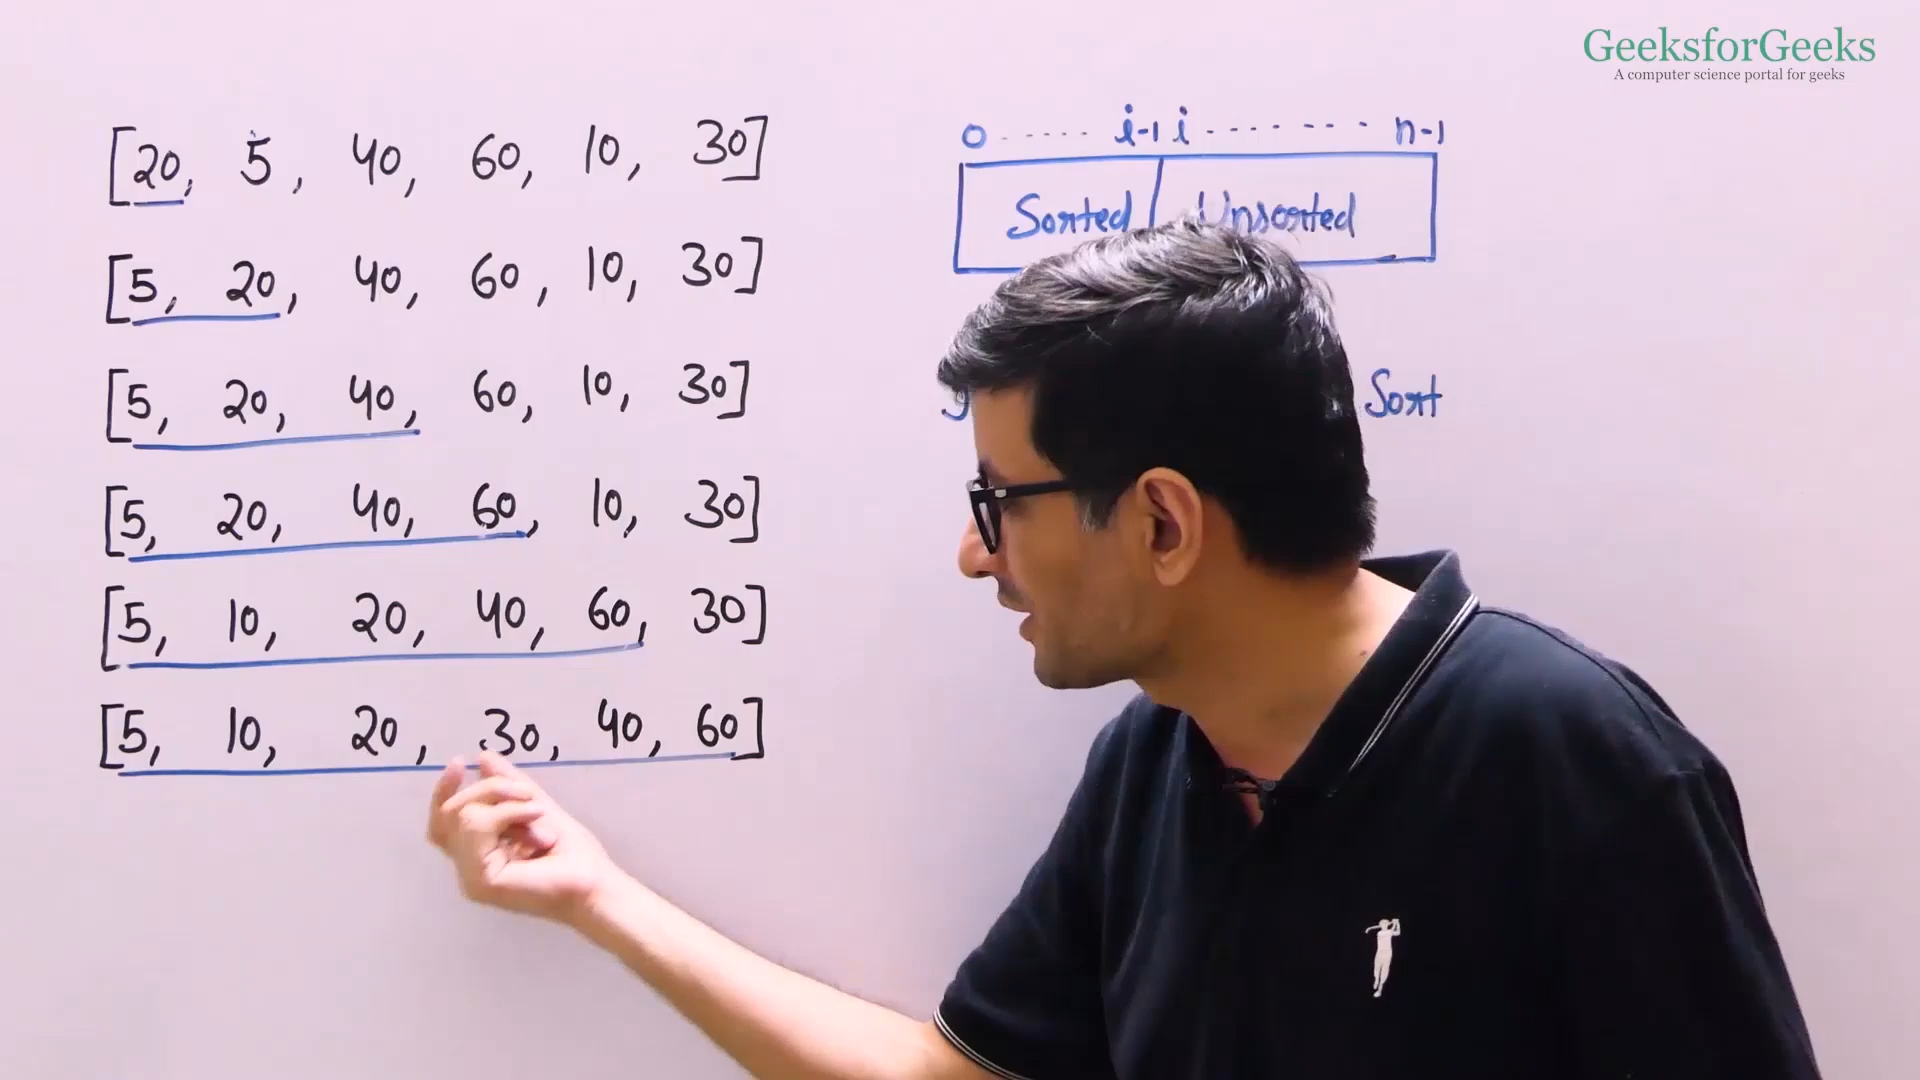 GeeksforGeeks
A computer science portal for geeks
[20, 5, 40, 60, 10, 30]
[5, 20, 40, 60, 10, 30]
[5, 20, 40, 60, 10, 30]
[5, 20, 40, 60, 10, 30]
[5, 10, 20, 40, 60, 30]
[5, 10, 20, 30, 40, 60]
0 ----- i-1 i ------- n-1
Sorted Unsorted
Sort